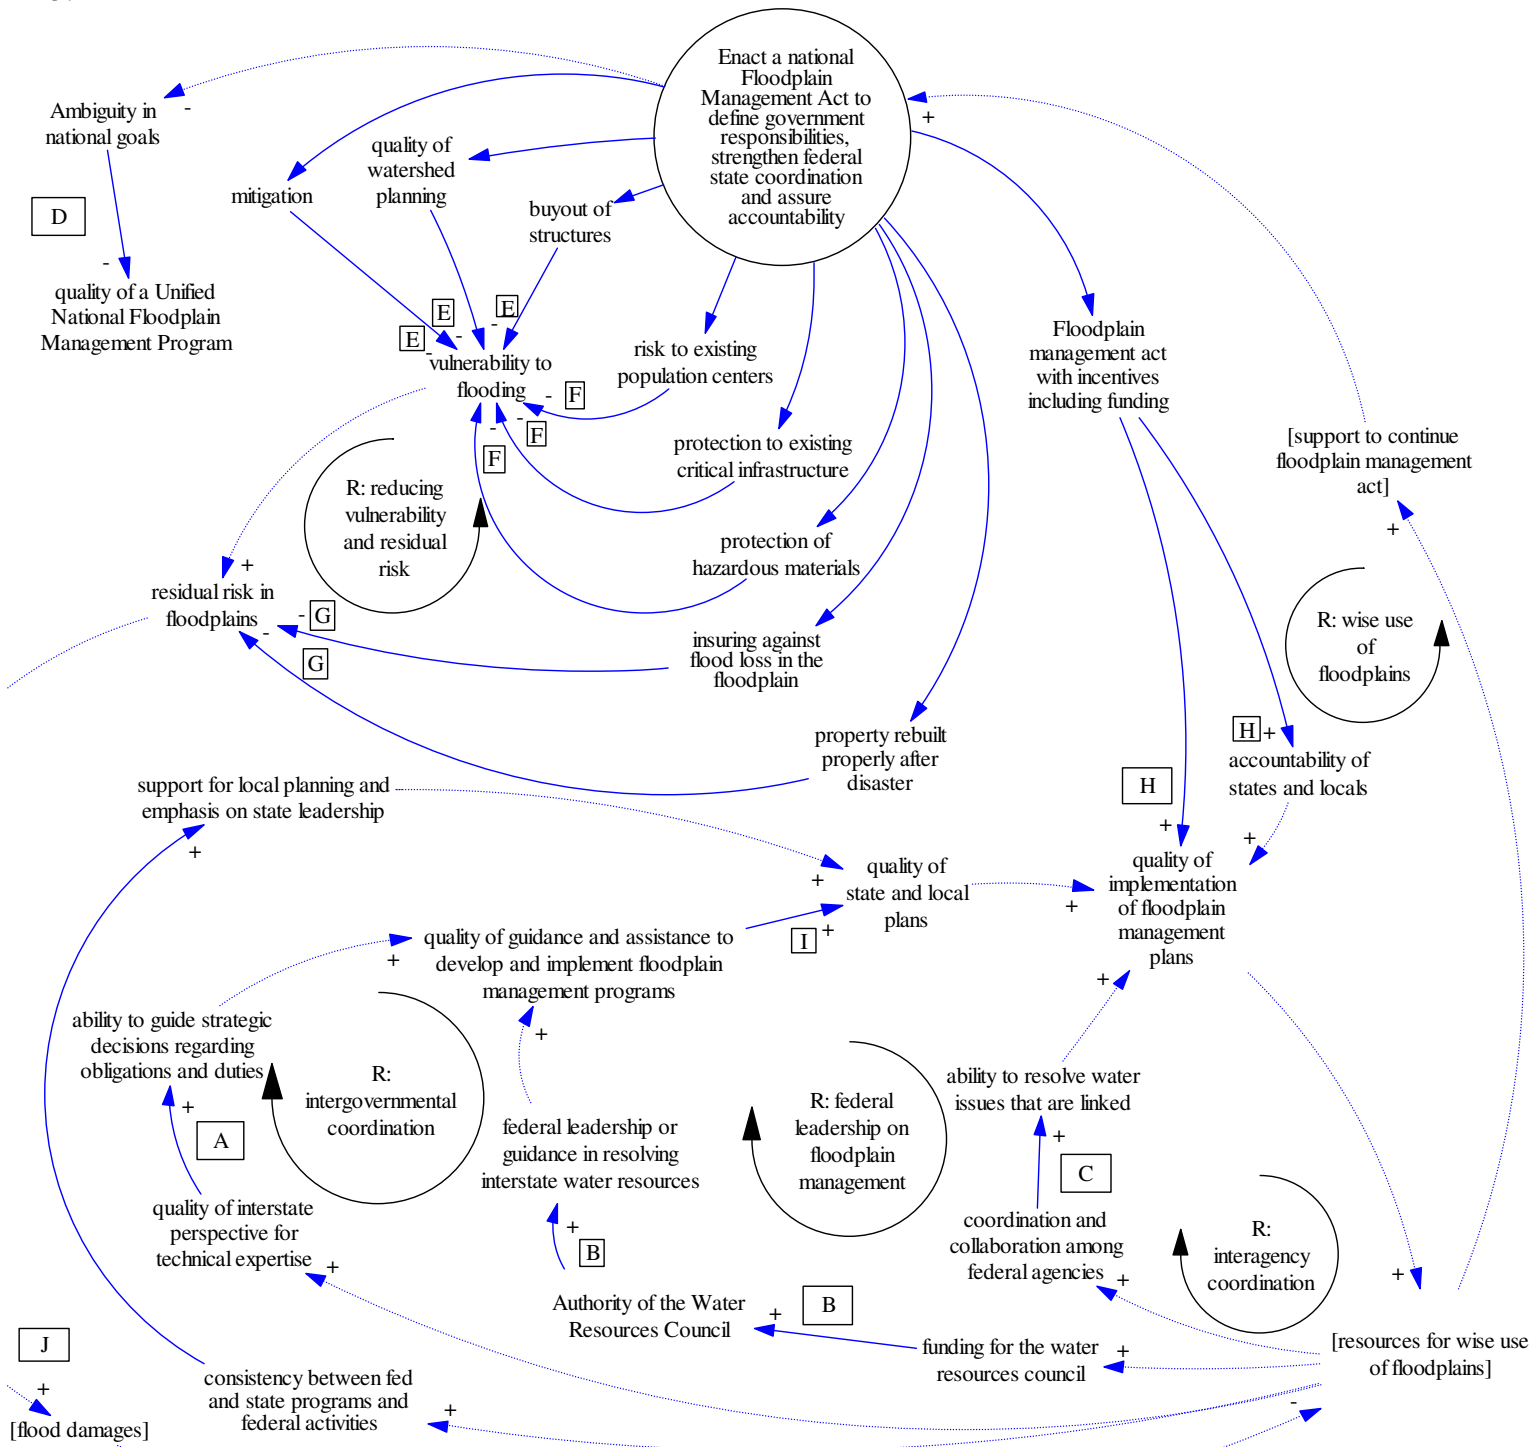 Enact a national
Floodplain
Management Act to
define government
responsibilities,
strengthen federal
state coordination
and assure
accountability
+
Ambiguity in
national goals
-
D
-
quality of a Unified
National Floodplain
Management Program
mitigation
quality of
watershed
planning
buyout of
structures
E
E
E
-
-
-
vulnerability to
flooding
risk to existing
population centers
-
F
-
F
-
F
protection to existing
critical infrastructure
Floodplain
management act
with incentives
including funding
[support to continue
floodplain management
act]
+
R: reducing
vulnerability
and residual
risk
protection of
hazardous materials
+
residual risk in
floodplains
-
G
-
G
insuring against
flood loss in the
floodplain
R: wise use
of
floodplains
property rebuilt
properly after
disaster
H
+
accountability of
states and locals
H
+
+
support for local planning and
emphasis on state leadership
+
+
quality of
state and local
plans
+
quality of
implementation
of floodplain
management
plans
+
I
+
quality of guidance and assistance to
develop and implement floodplain
management programs
+
+
ability to guide strategic
decisions regarding
obligations and duties
+
A
R:
intergovernmental
coordination
federal leadership or
guidance in resolving
interstate water resources
R: federal
leadership on
floodplain
management
ability to resolve water
issues that are linked
+
C
quality of interstate
perspective for
technical expertise
+
+
B
coordination and
collaboration among
federal agencies
+
R:
interagency
coordination
+
Authority of the Water
Resources Council
+
B
funding for the water
resources council
+
[resources for wise use
of floodplains]
-
J
+
[flood damages]
consistency between fed
and state programs and
federal activities
+